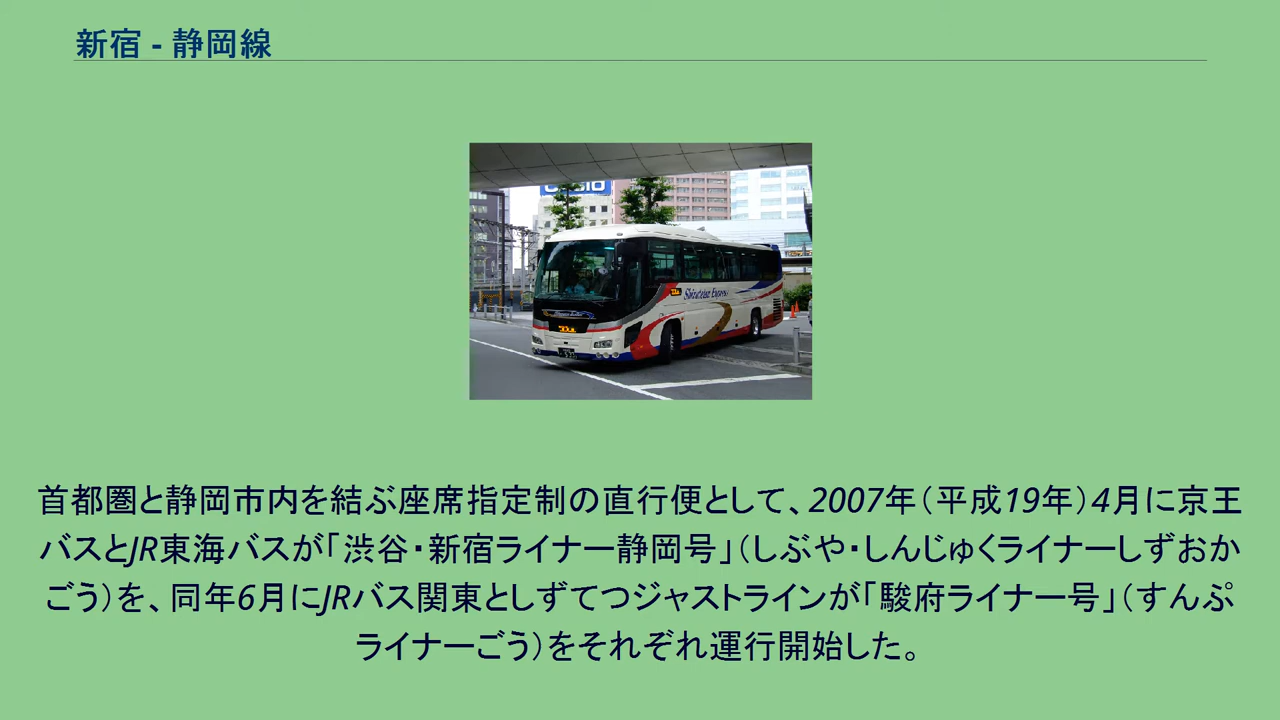 新宿 - 静岡線
Shizutetsu Express
首都圏と静岡市内を結ぶ座席指定制の直行便として、2007年（平成19年）4月に京王
バスとJR東海バスが「渋谷・新宿ライナー静岡号」（しぶや・しんじゅくライナーしずおか
ごう）を、同年6月にJRバス関東としずてつジャストラインが「駿府ライナー号」（すんぷ
ライナーごう）をそれぞれ運行開始した。